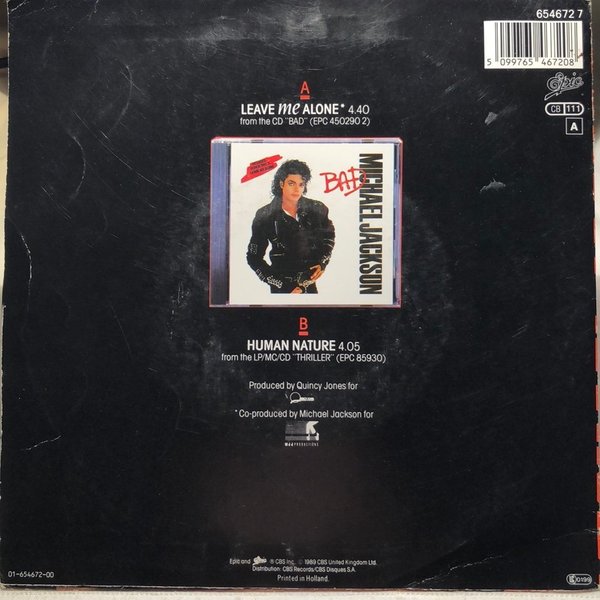 654672 7
5 099765 467208
Epic
CB 111
A
A
LEAVE me ALONE* 4.40
from the CD "BAD" (EPC 450290 2)
BAD
MICHAEL JACKSON
B
HUMAN NATURE 4.05
from the LP/MC/CD "THRILLER" (EPC 85930)
Produced by Quincy Jones for
*Co-produced by Michael Jackson for
MJJ PRODUCTIONS
Epic and Epic ® CBS Inc. © 1989 CBS United Kingdom Ltd.
Distribution: CBS Records/CBS Disques S.A.
Printed in Holland.
01-654672-00
0199